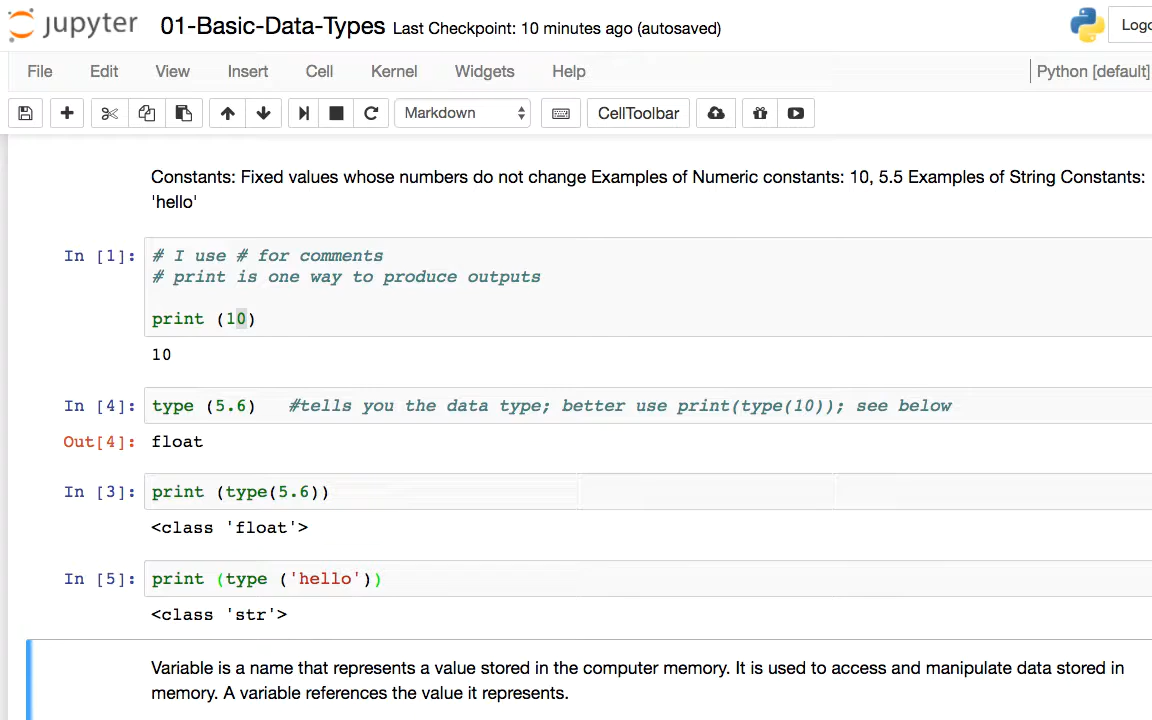 jupyter 01-Basic-Data-Types Last Checkpoint: 10 minutes ago (autosaved)
File Edit View Insert Cell Kernel Widgets Help Python [default]
Markdown CellToolbar
Constants: Fixed values whose numbers do not change Examples of Numeric constants: 10, 5.5 Examples of String Constants:
'hello'
In [1]: # I use # for comments
# print is one way to produce outputs
print (10)
10
In [4]: type (5.6) #tells you the data type; better use print(type(10)); see below
Out[4]: float
In [3]: print (type(5.6))
<class 'float'>
In [5]: print (type ('hello'))
<class 'str'>
Variable is a name that represents a value stored in the computer memory. It is used to access and manipulate data stored in
memory. A variable references the value it represents.